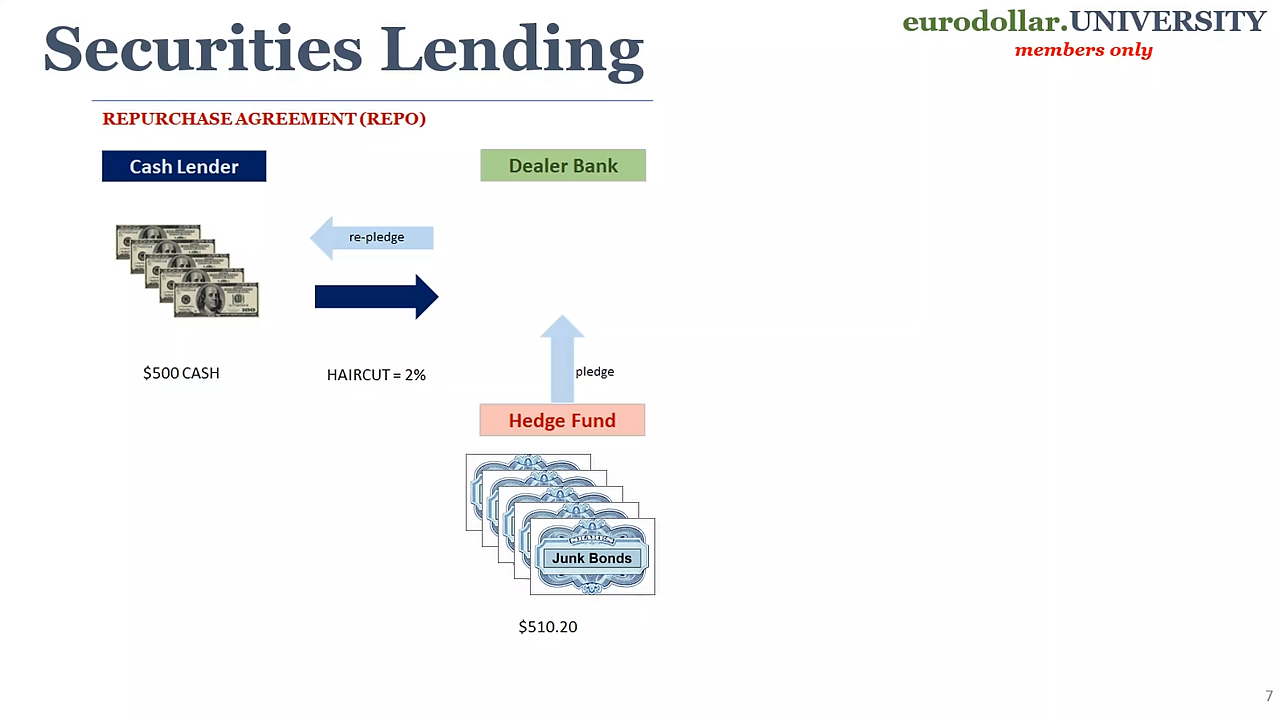 Securities Lending
eurodollar.UNIVERSITY
members only
REPURCHASE AGREEMENT (REPO)
Cash Lender
Dealer Bank
re-pledge
$500 CASH
HAIRCUT = 2%
pledge
Hedge Fund
Junk Bonds
$510.20
7